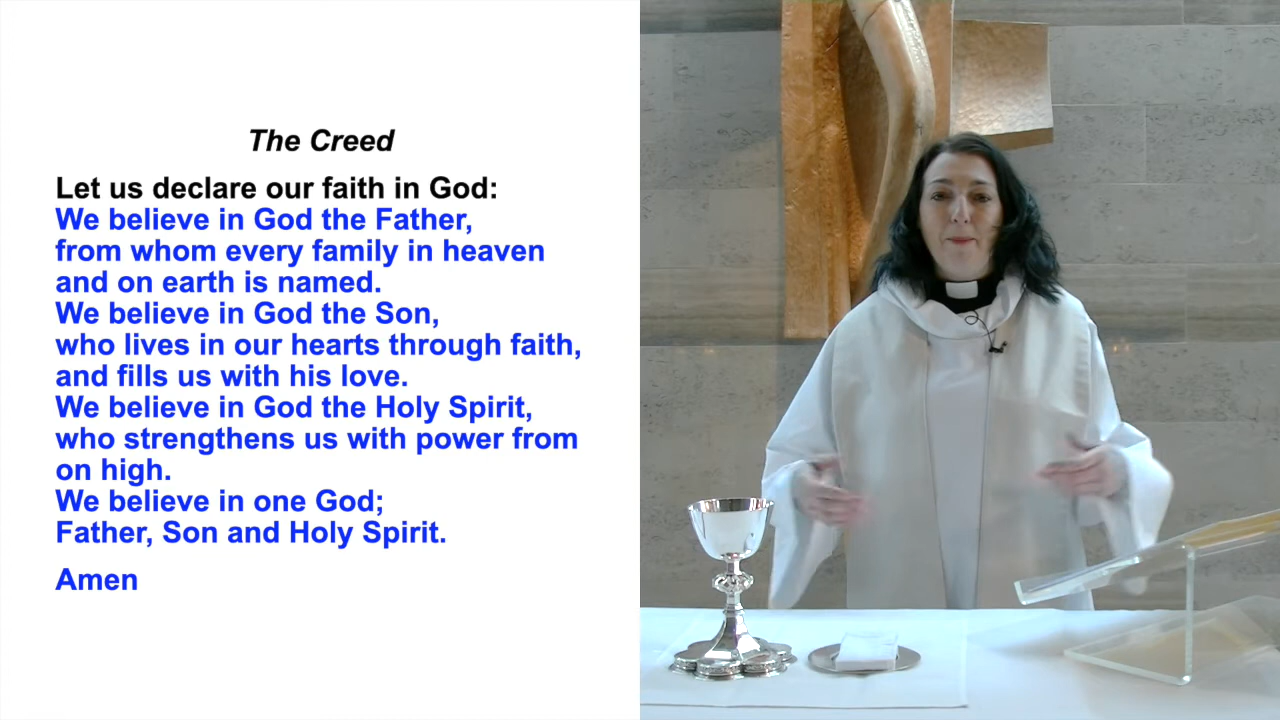 The Creed
Let us declare our faith in God:
We believe in God the Father,
from whom every family in heaven
and on earth is named.
We believe in God the Son,
who lives in our hearts through faith,
and fills us with his love.
We believe in God the Holy Spirit,
who strengthens us with power from
on high.
We believe in one God;
Father, Son and Holy Spirit.
Amen